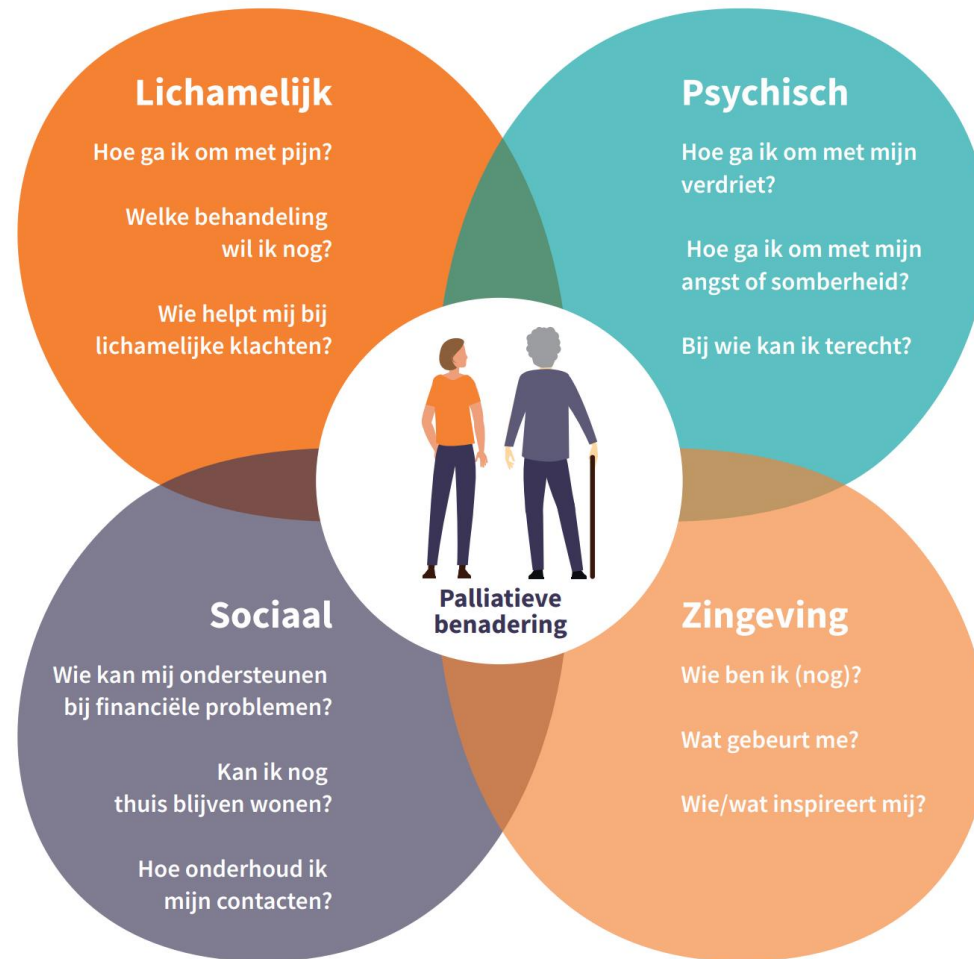 Lichamelijk
Hoe ga ik om met pijn?
Welke behandeling
wil ik nog?
Wie helpt mij bij
lichamelijke klachten?
Psychisch
Hoe ga ik om met mijn
verdriet?
Hoe ga ik om met mijn
angst of somberheid?
Bij wie kan ik terecht?
Palliatieve
benadering
Sociaal
Wie kan mij ondersteunen
bij financiële problemen?
Kan ik nog
thuis blijven wonen?
Hoe onderhoud ik
mijn contacten?
Zingeving
Wie ben ik (nog)?
Wat gebeurt me?
Wie/wat inspireert mij?